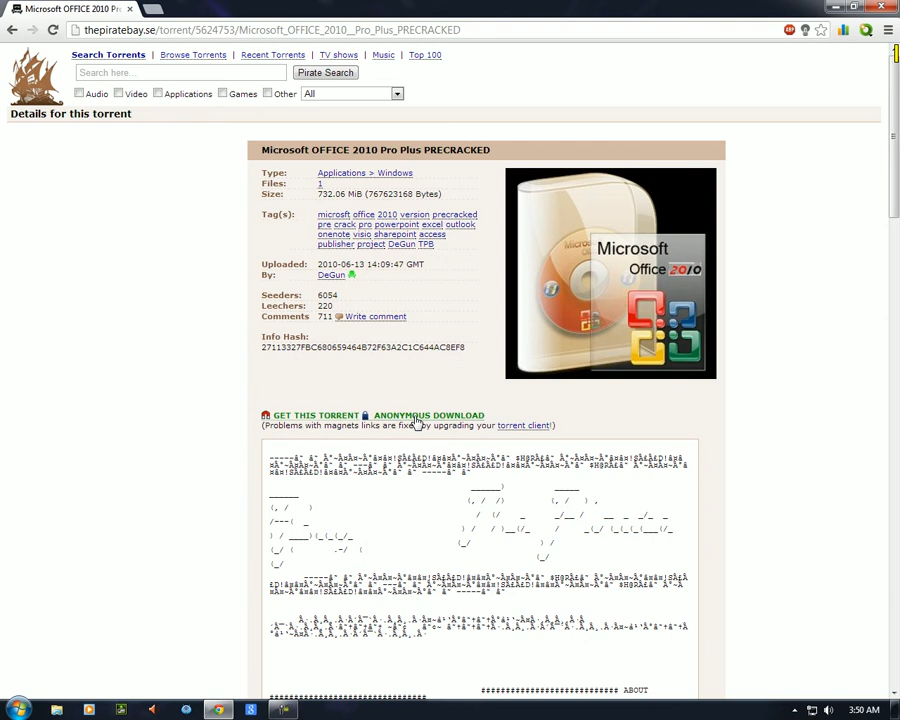 Microsoft OFFICE 2010 Pro
thepiratebay.se/torrent/5624753/Microsoft_OFFICE_2010__Pro_Plus_PRECRACKED
Search Torrents | Browse Torrents | Recent Torrents | TV shows | Music | Top 100
Search here... Pirate Search
Audio Video Applications Games Other All
Details for this torrent
Microsoft OFFICE 2010 Pro Plus PRECRACKED
Type: Applications > Windows
Files: 1
Size: 732.06 MiB (767623168 Bytes)
Tag(s): microsft office 2010 version precracked
pre crack pro powerpoint excel outlook
onenote visio sharepoint access
publisher project DeGun TPB
Uploaded: 2010-06-13 14:09:47 GMT
By: DeGun
Seeders: 6054
Leechers: 220
Comments 711 Write comment
Info Hash:
27113327FBC680659464B72F63A2C1C644AC8EF8
Microsoft
Office 2010
GET THIS TORRENT ANONYMOUS DOWNLOAD
(Problems with magnets links are fixed by upgrading your torrent client!)
############################ ABOUT
################################
3:50 AM